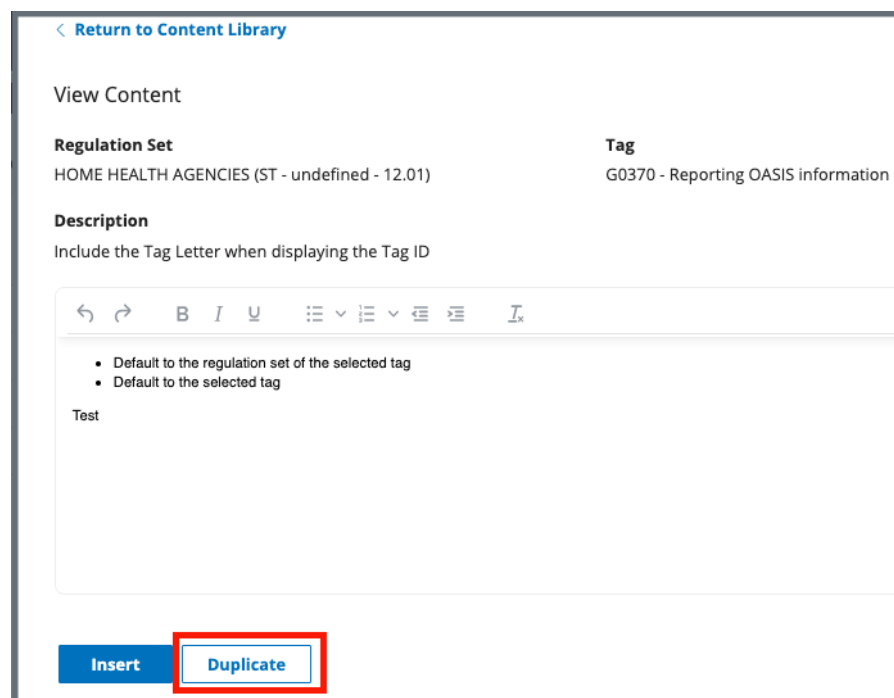 Return to Content Library
View Content
Regulation Set
Tag
HOME HEALTH AGENCIES (ST - undefined - 12.01)
G0370 - Reporting OASIS information
Description
Include the Tag Letter when displaying the Tag ID
B I U
• Default to the regulation set of the selected tag
• Default to the selected tag
Test
Insert
Duplicate